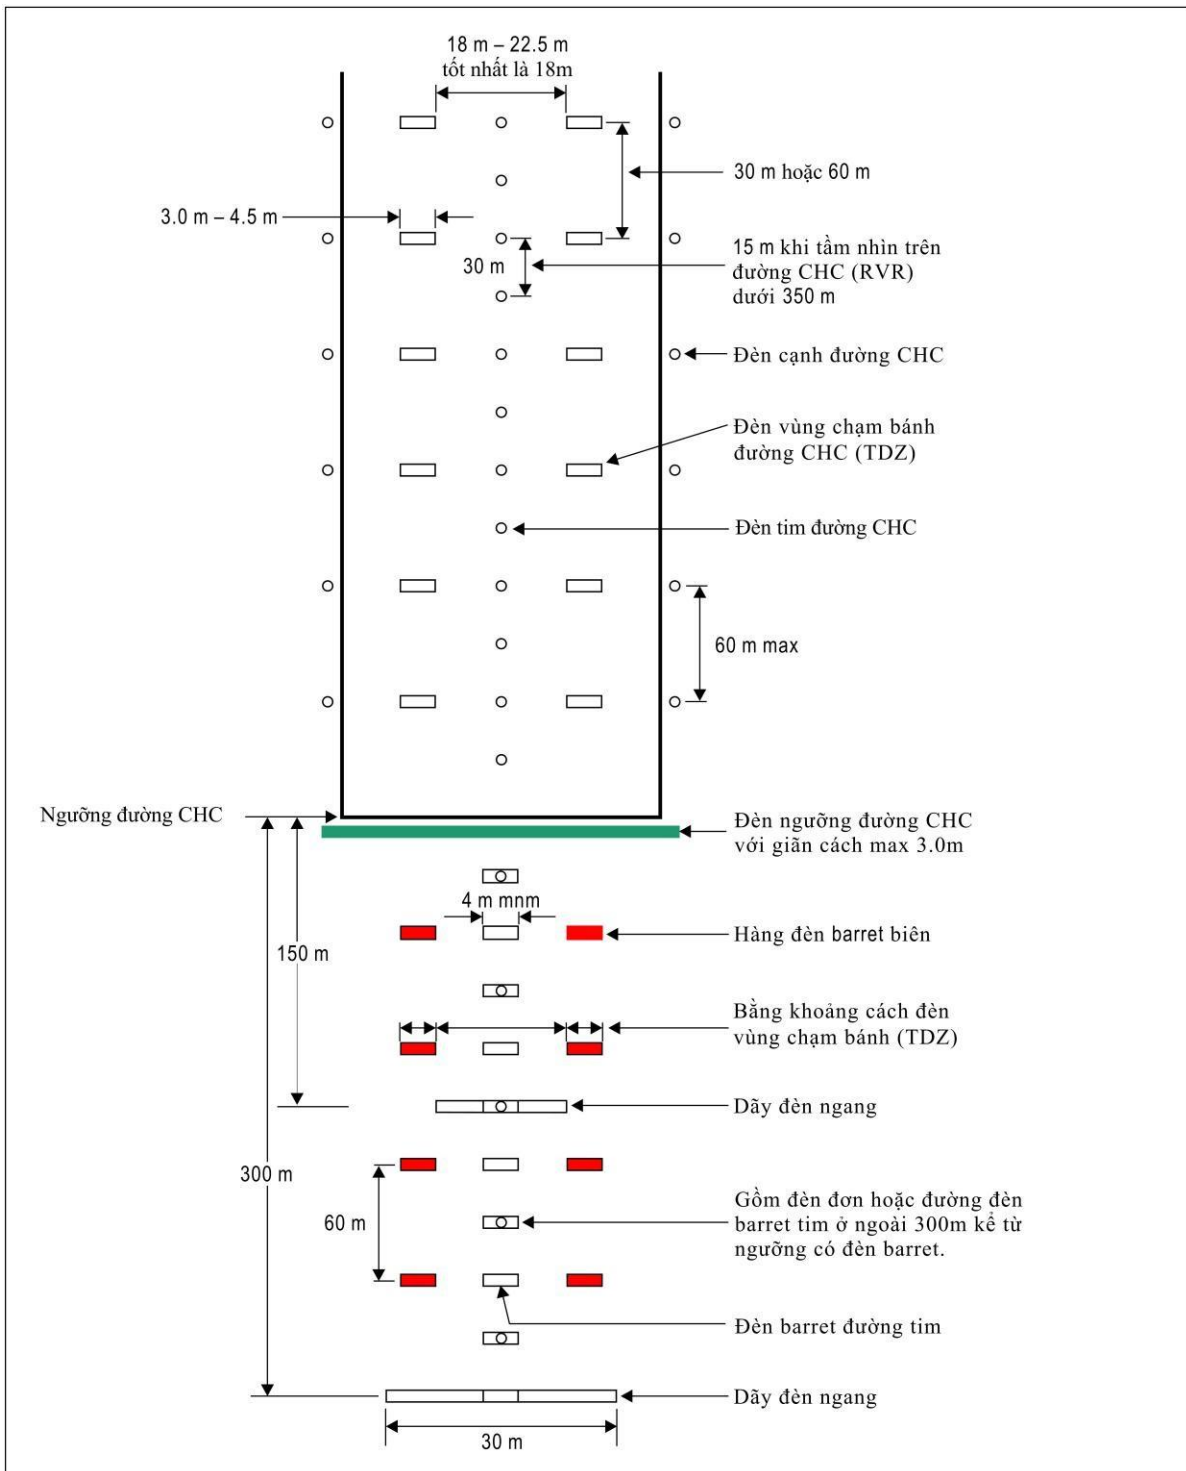 18 m – 22.5 m
tốt nhất là 18m
30 m hoặc 60 m
3.0 m – 4.5 m
15 m khi tầm nhìn trên
đường CHC (RVR)
dưới 350 m
30 m
Đèn cạnh đường CHC
Đèn vùng chạm bánh
đường CHC (TDZ)
Đèn tim đường CHC
60 m max
Ngưỡng đường CHC
Đèn ngưỡng đường CHC
với giãn cách max 3.0m
4 m mnm
Hàng đèn barret biên
150 m
Bằng khoảng cách đèn
vùng chạm bánh (TDZ)
Dãy đèn ngang
300 m
60 m
Gồm đèn đơn hoặc đường đèn
barret tim ở ngoài 300m kể từ
ngưỡng có đèn barret.
Đèn barret đường tim
Dãy đèn ngang
30 m